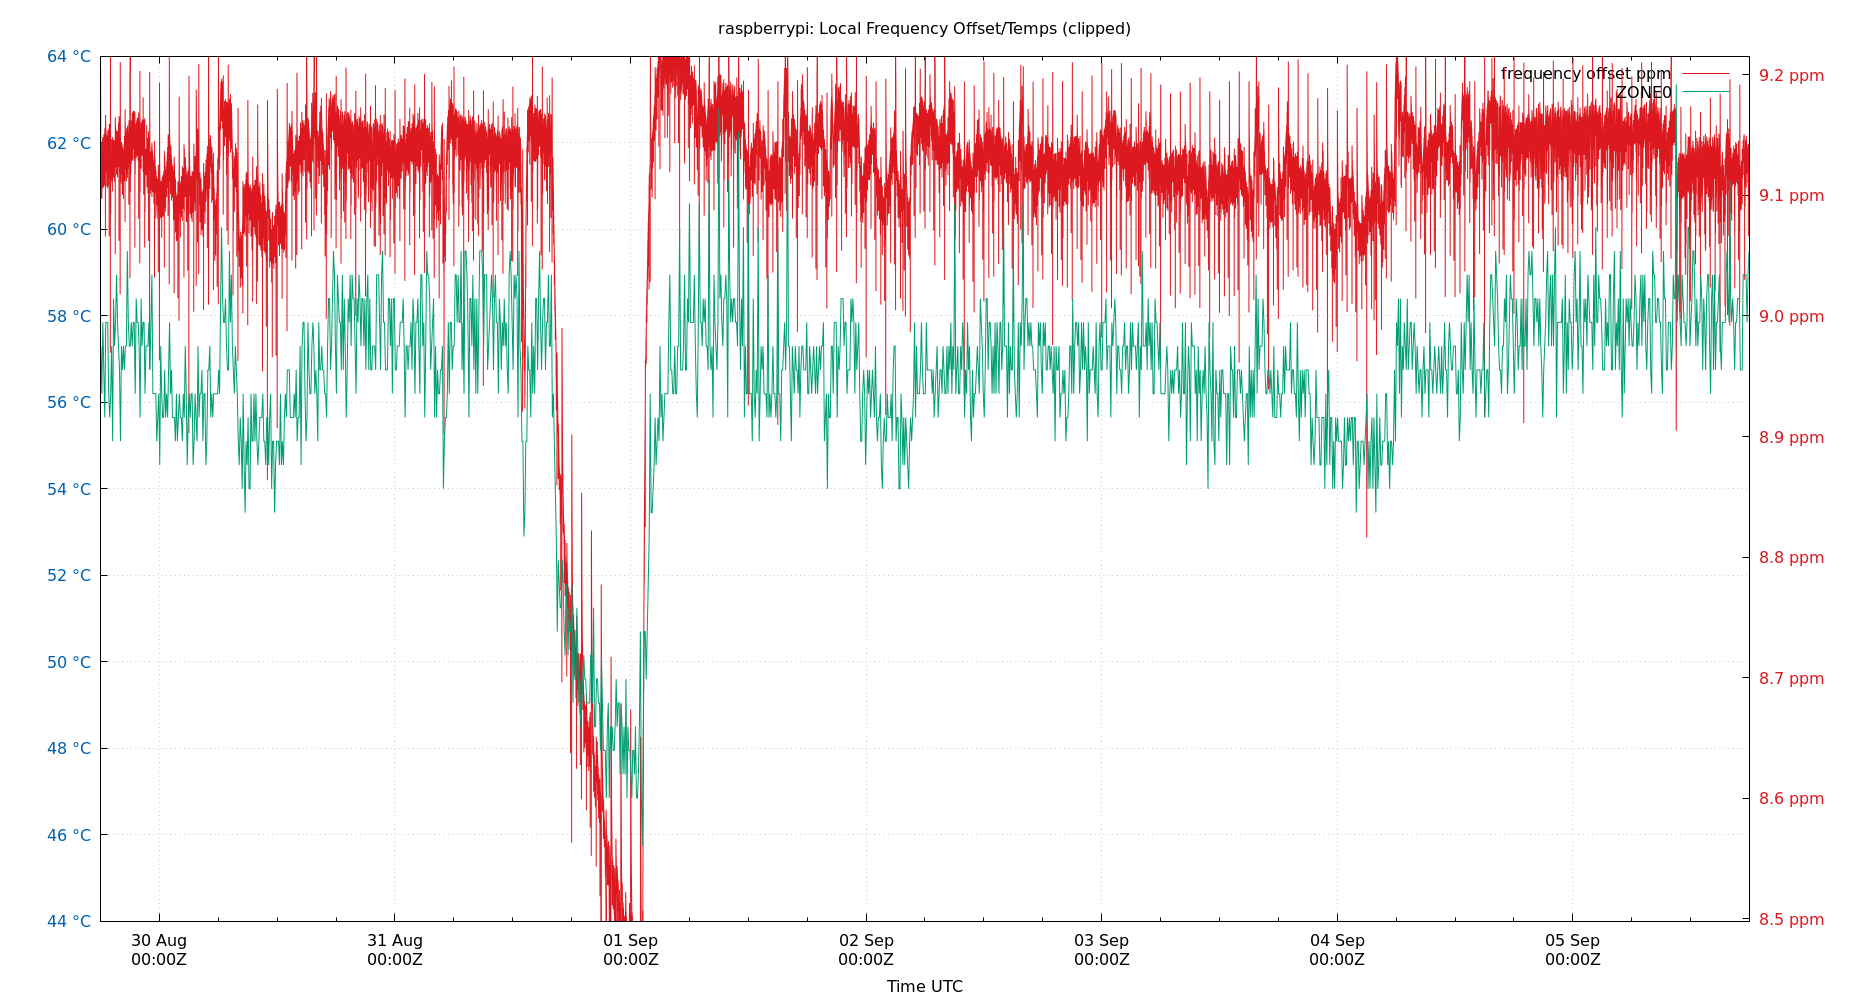 raspberrypi: Local Frequency Offset/Temps (clipped)
64 °C
62 °C
60 °C
58 °C
56 °C
54 °C
52 °C
50 °C
48 °C
46 °C
44 °C
frequency offset ppm
ZONE0
9.2 ppm
9.1 ppm
9.0 ppm
8.9 ppm
8.8 ppm
8.7 ppm
8.6 ppm
8.5 ppm
30 Aug 31 Aug 01 Sep 02 Sep 03 Sep 04 Sep 05 Sep
00:00Z 00:00Z 00:00Z 00:00Z 00:00Z 00:00Z 00:00Z
Time UTC